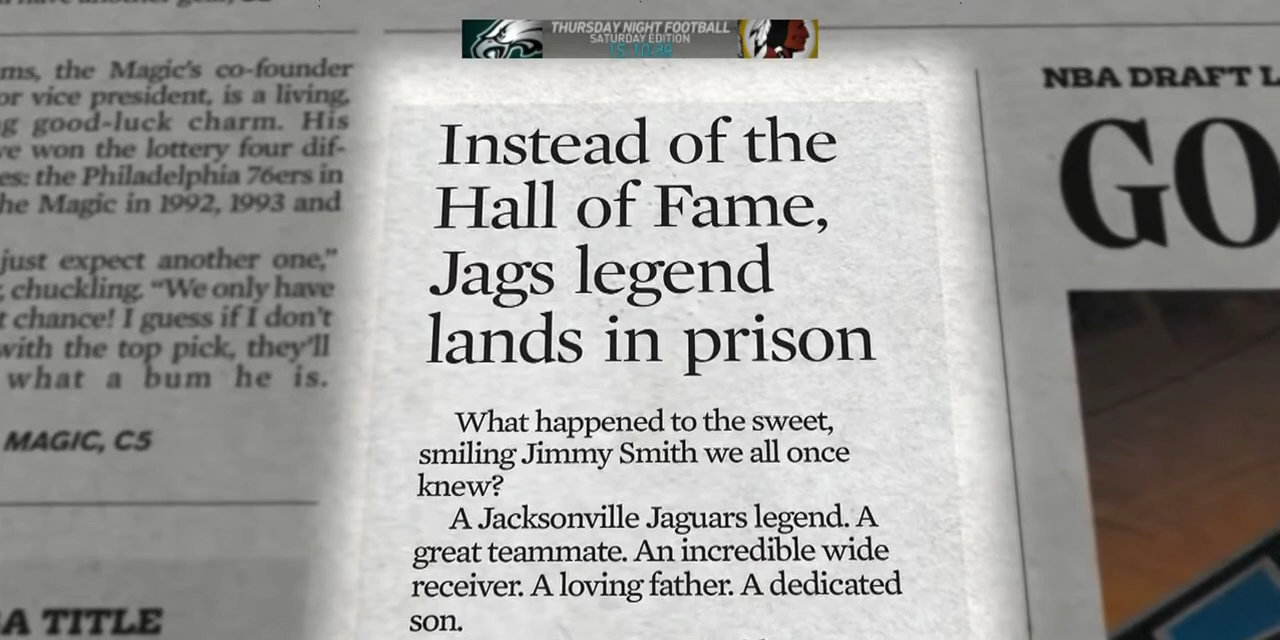 THURSDAY NIGHT FOOTBALL
SATURDAY EDITION
15:10:39
ms, the Magic's co-founder
or vice president, is a living,
g good-luck charm. His
ve won the lottery four dif-
es: the Philadelphia 76ers in
he Magic in 1992, 1993 and
just expect another one,"
, chuckling. "We only have
t chance! I guess if I don't
with the top pick, they'll
what a bum he is.
MAGIC, C5
A TITLE
Instead of the
Hall of Fame,
Jags legend
lands in prison
What happened to the sweet,
smiling Jimmy Smith we all once
knew?
A Jacksonville Jaguars legend. A
great teammate. An incredible wide
receiver. A loving father. A dedicated
son.
NBA DRAFT L
GO